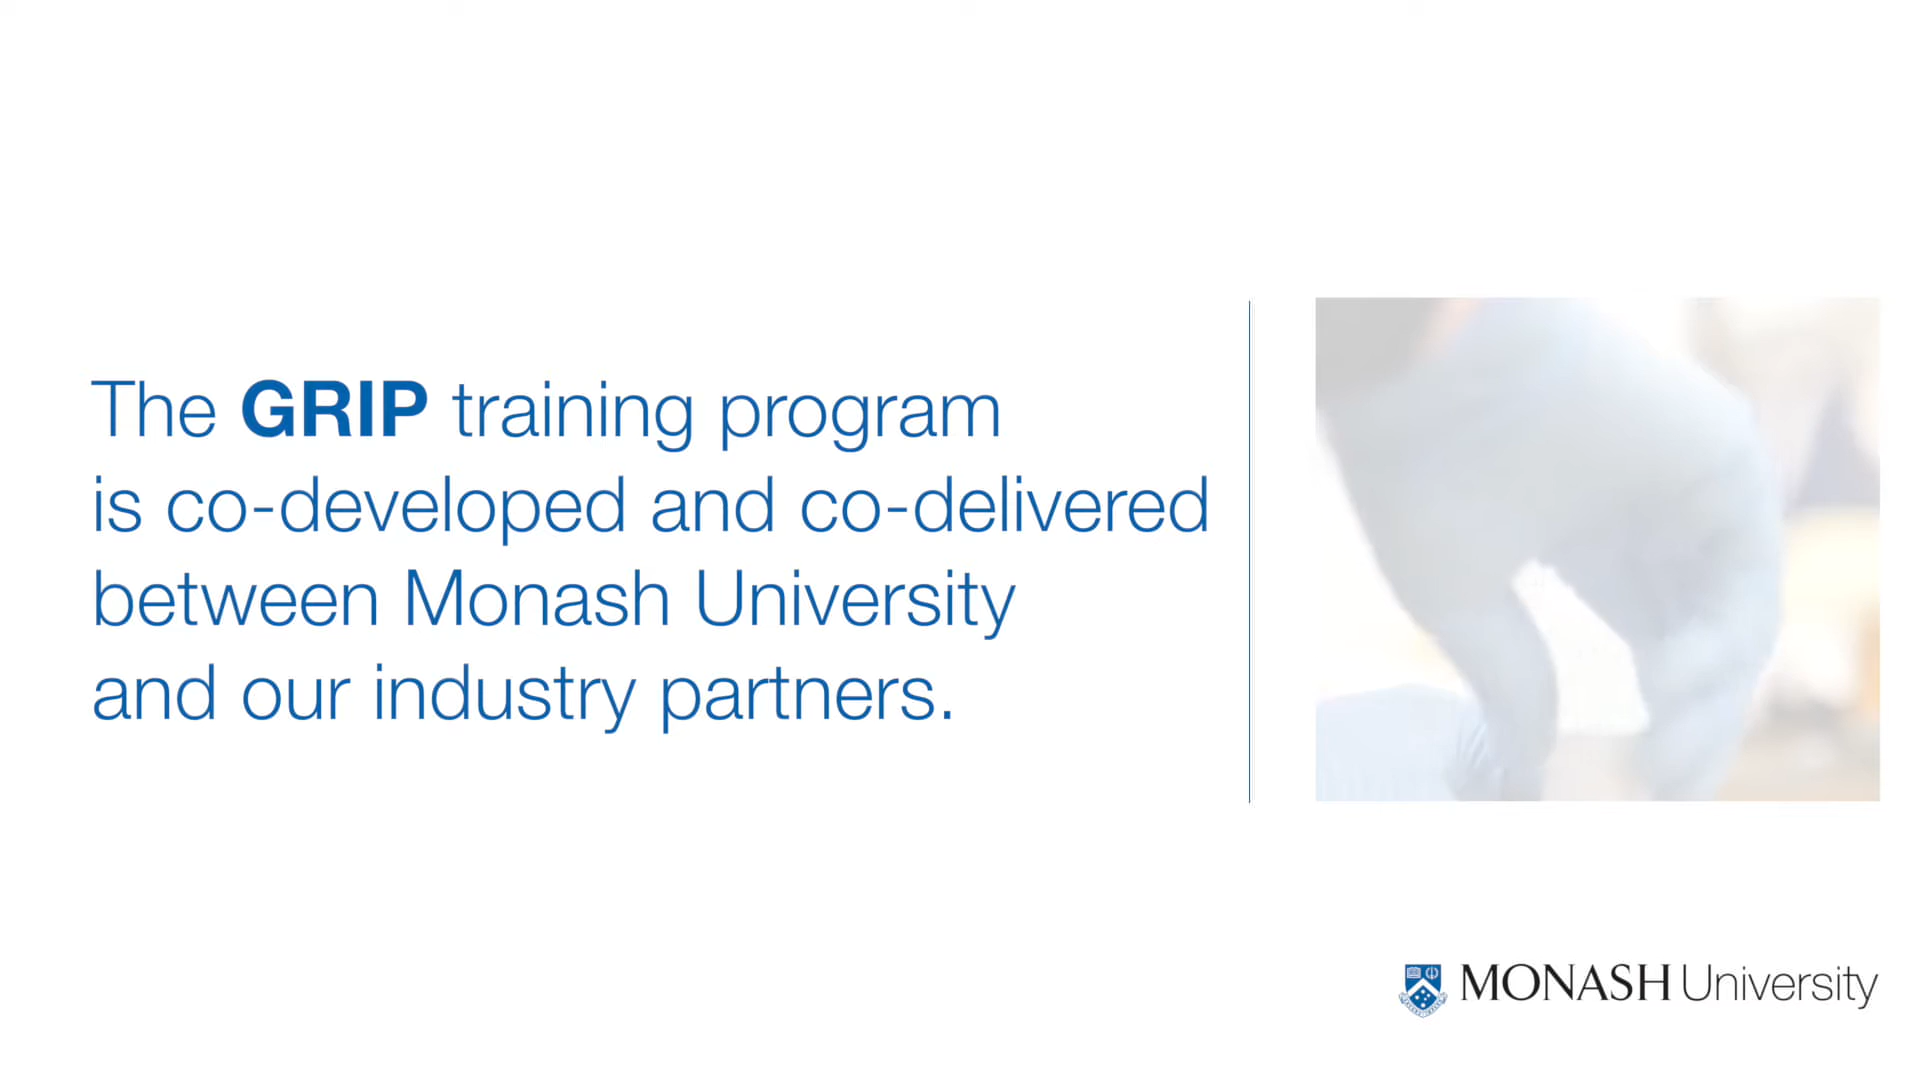 The GRIP training program
is co-developed and co-delivered
between Monash University
and our industry partners.
MONASH University